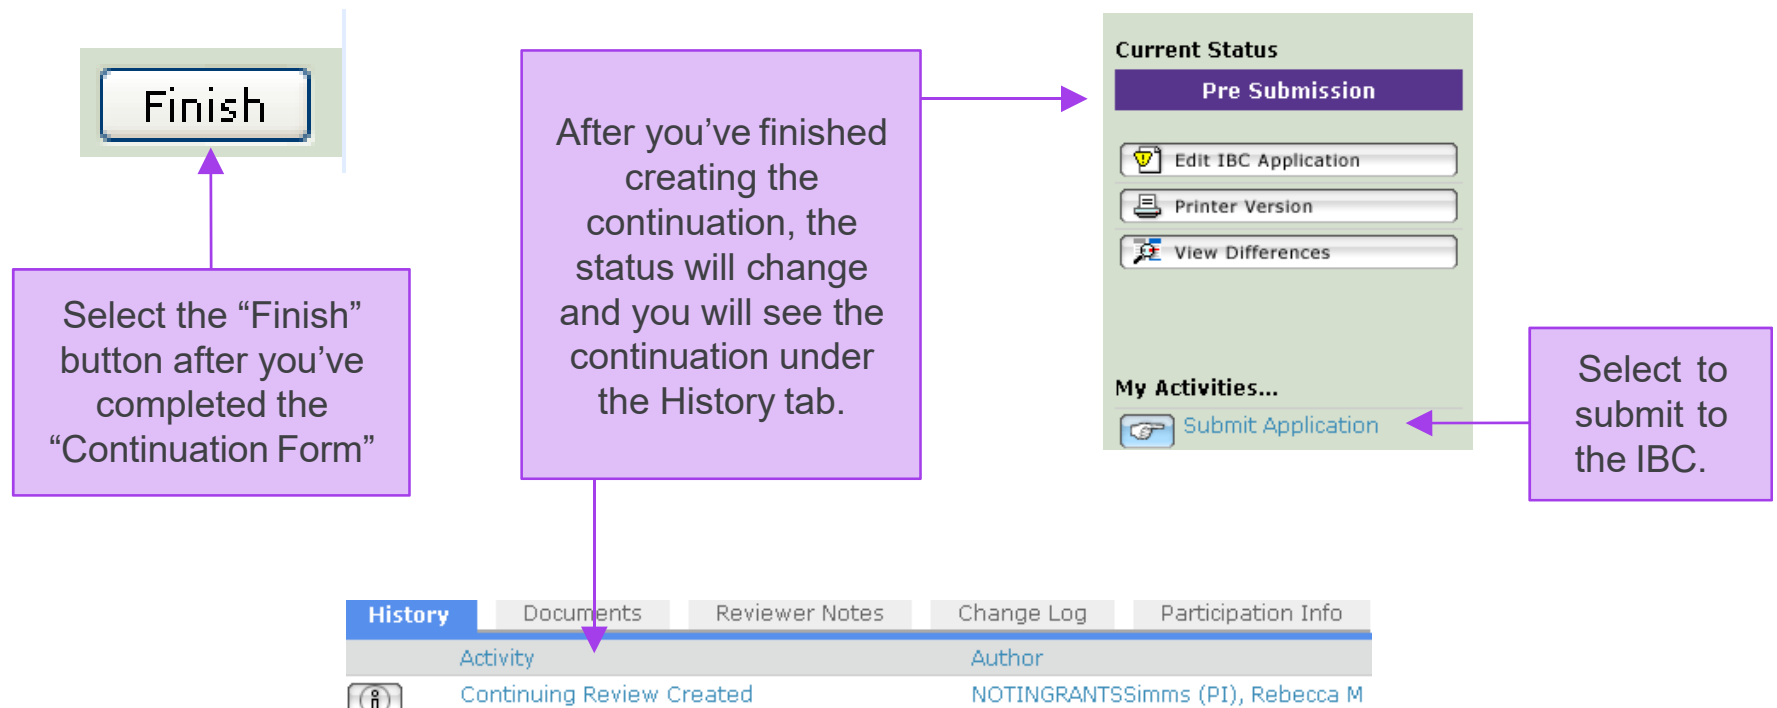 Finish
Select the “Finish”
button after you’ve
completed the
“Continuation Form”
After you’ve finished
creating the
continuation, the
status will change
and you will see the
continuation under
the History tab.
Current Status
Pre Submission
Edit IBC Application
Printer Version
View Differences
My Activities...
Submit Application
Select to
submit to
the IBC.
History Documents Reviewer Notes Change Log Participation Info
Activity Author
Continuing Review Created NOTINGRANTSSimms (PI), Rebecca M